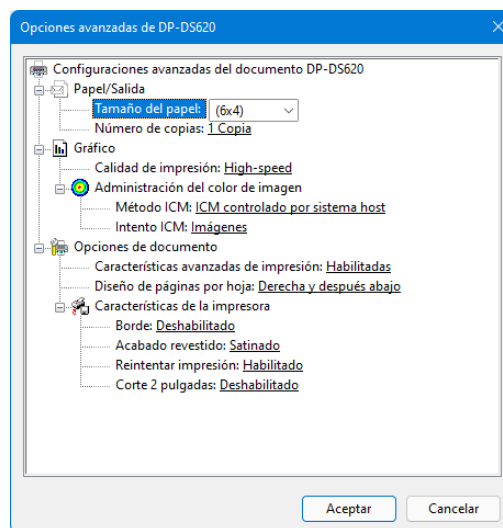 Opciones avanzadas de DP-DS620
Configuraciones avanzadas del documento DP-DS620
Papel/Salida
Tamaño del papel: (6x4)
Número de copias: 1 Copia
Gráfico
Calidad de impresión: High-speed
Administración del color de imagen
Método ICM: ICM controlado por sistema host
Intento ICM: Imágenes
Opciones de documento
Características avanzadas de impresión: Habilitadas
Diseño de páginas por hoja: Derecha y después abajo
Características de la impresora
Borde: Deshabilitado
Acabado revestido: Satinado
Reintentar impresión: Habilitado
Corte 2 pulgadas: Deshabilitado
Aceptar Cancelar